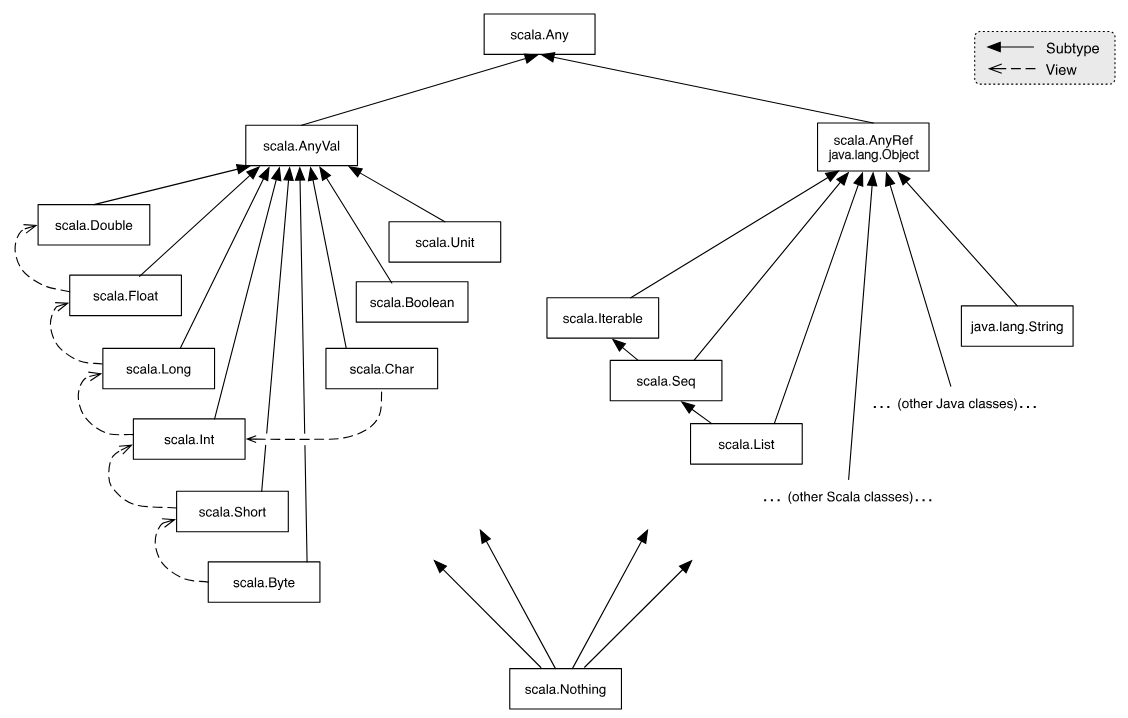 scala.Any
Subtype
View
scala.AnyVal
scala.AnyRef
java.lang.Object
scala.Double
scala.Unit
scala.Float
scala.Boolean
scala.Iterable
java.lang.String
scala.Long
scala.Char
scala.Seq
... (other Java classes)...
scala.Int
scala.List
... (other Scala classes)...
scala.Short
scala.Byte
scala.Nothing